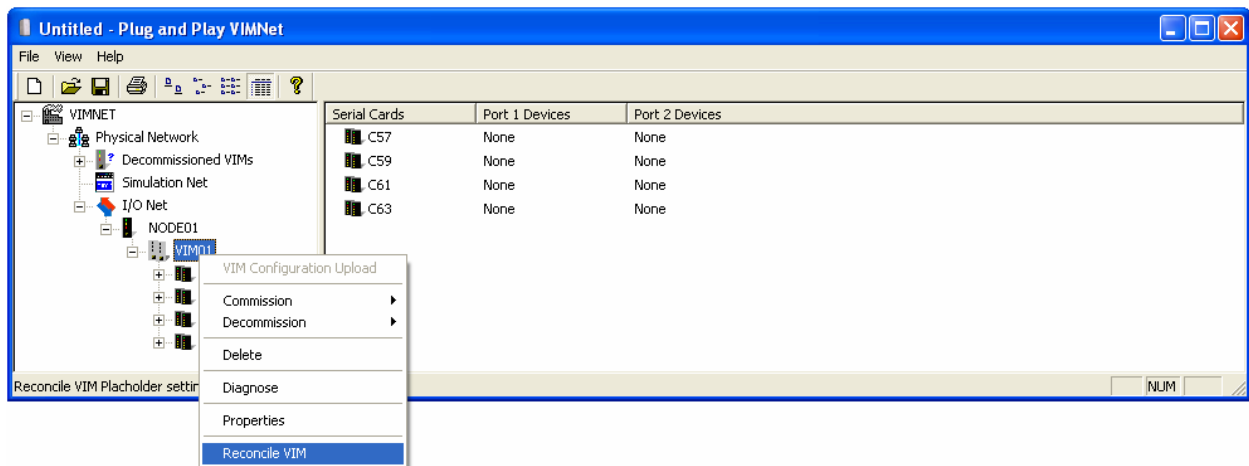 Untitled - Plug and Play VIMNet
File View Help
VIMNET
Physical Network
Decommissioned VIMs
Simulation Net
I/O Net
NODE01
VIM01
Serial Cards Port 1 Devices Port 2 Devices
C57 None None
C59 None None
C61 None None
C63 None None
VIM Configuration Upload
Commission
Decommission
Delete
Diagnose
Properties
Reconcile VIM
Reconcile VIM Placholder settin
NUM